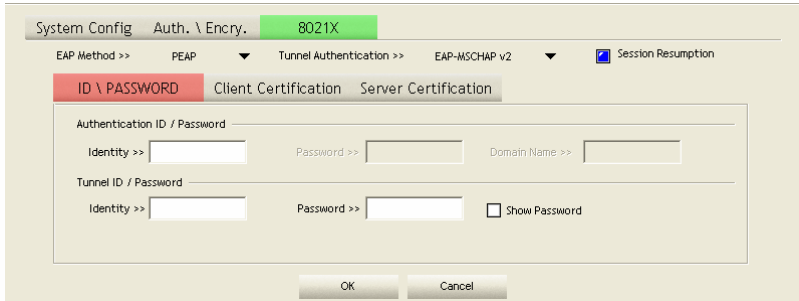 System Config Auth. \ Encry. 8021X
EAP Method >> PEAP Tunnel Authentication >> EAP-MSCHAP v2 Session Resumption
ID \ PASSWORD Client Certification Server Certification
Authentication ID / Password
Identity >> Password >> Domain Name >>
Tunnel ID / Password
Identity >> Password >> Show Password
OK Cancel